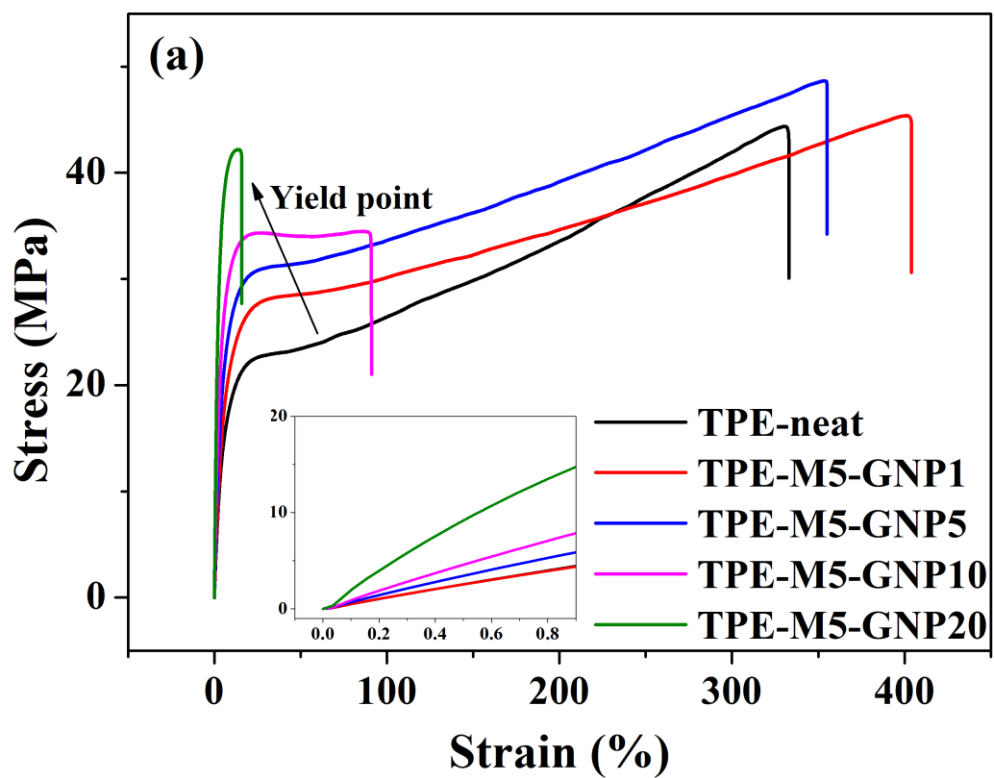 (a)
Yield point
Stress (MPa)
40
20
0
20
10
0
0.0 0.2 0.4 0.6 0.8
TPE-neat
TPE-M5-GNP1
TPE-M5-GNP5
TPE-M5-GNP10
TPE-M5-GNP20
0 100 200 300 400
Strain (%)